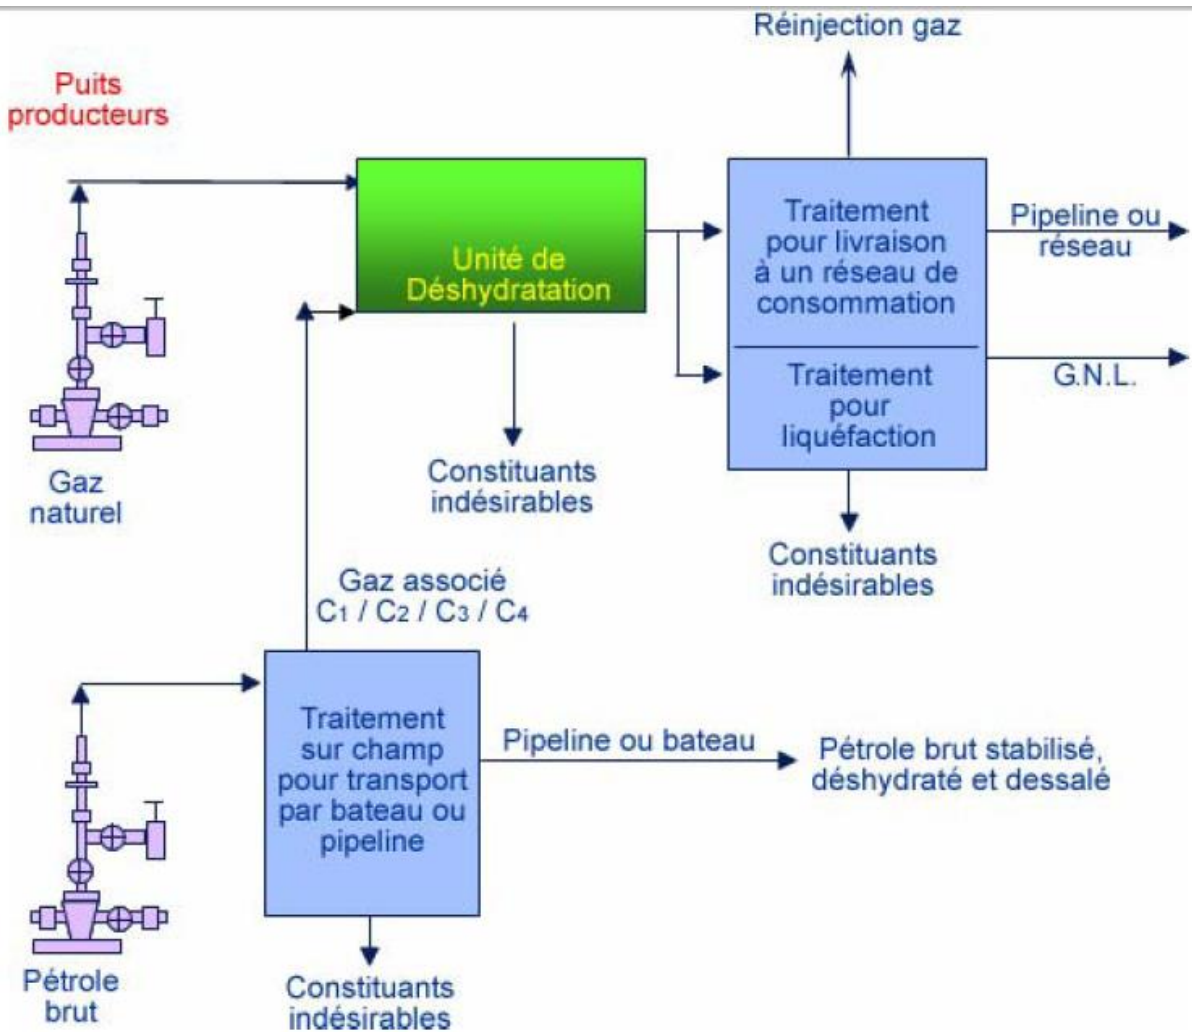 Réinjection gaz
Puits
producteurs
Unité de
Déshydratation
Traitement
pour livraison
à un réseau de
consommation
Pipeline ou
réseau
Traitement
pour
liquéfaction
G.N.L.
Gaz
naturel
Constituants
indésirables
Constituants
indésirables
Gaz associé
C1 / C2 / C3 / C4
Traitement
sur champ
pour transport
par bateau ou
pipeline
Pipeline ou bateau
Pétrole brut stabilisé,
déshydraté et dessalé
Pétrole
brut
Constituants
indésirables